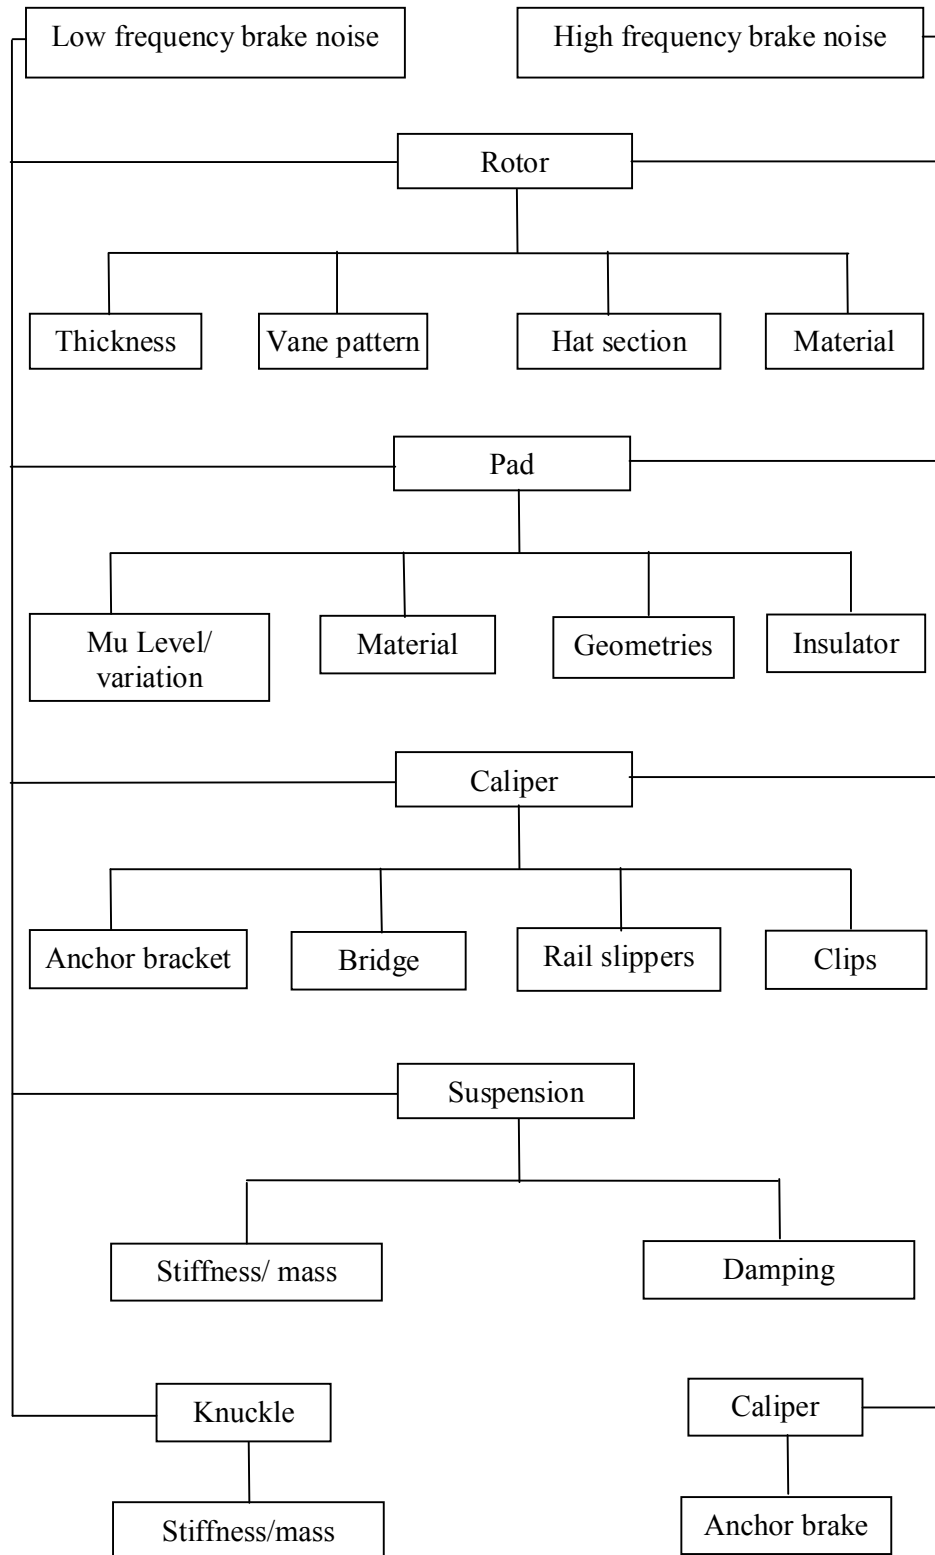 Low frequency brake noise
High frequency brake noise
Rotor
Thickness
Vane pattern
Hat section
Material
Pad
Mu Level/
variation
Material
Geometries
Insulator
Caliper
Anchor bracket
Bridge
Rail slippers
Clips
Suspension
Stiffness/ mass
Damping
Knuckle
Caliper
Stiffness/mass
Anchor brake